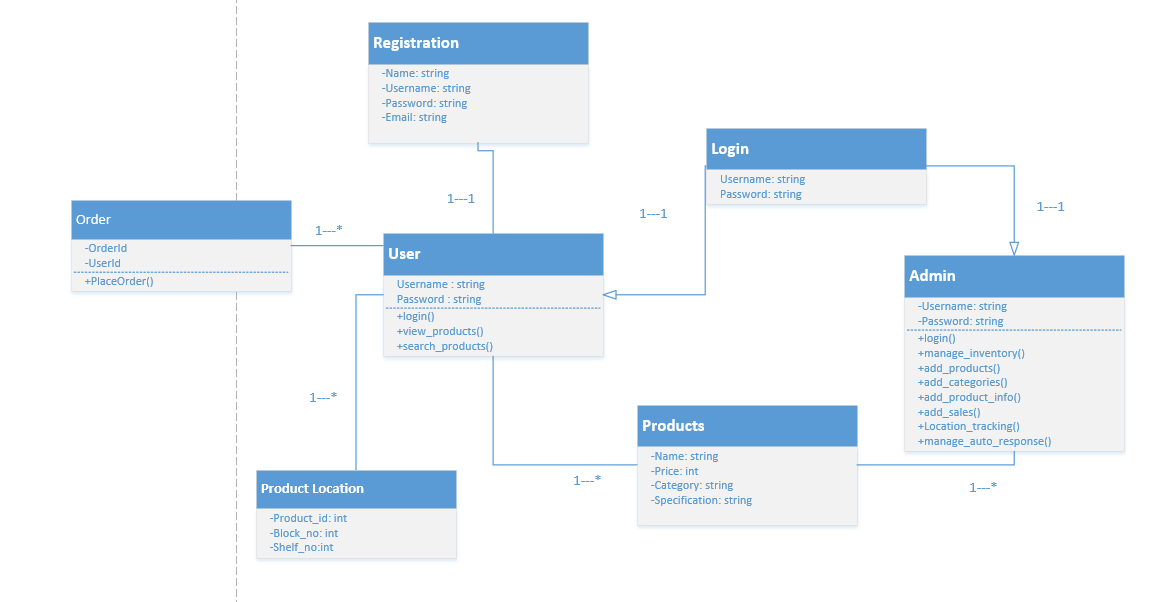 Registration
-Name: string
-Username: string
-Password: string
-Email: string
Login
Username: string
Password: string
1---1
1---1
1---1
Order
-OrderId
-UserId
+PlaceOrder()
1---*
User
Username : string
Password : string
+login()
+view_products()
+search_products()
Admin
-Username: string
-Password: string
+login()
+manage_inventory()
+add_products()
+add_categories()
+add_product_info()
+add_sales()
+Location_tracking()
+manage_auto_response()
1---*
Products
-Name: string
-Price: int
-Category: string
-Specification: string
1---*
1---*
Product Location
-Product_id: int
-Block_no: int
-Shelf_no:int